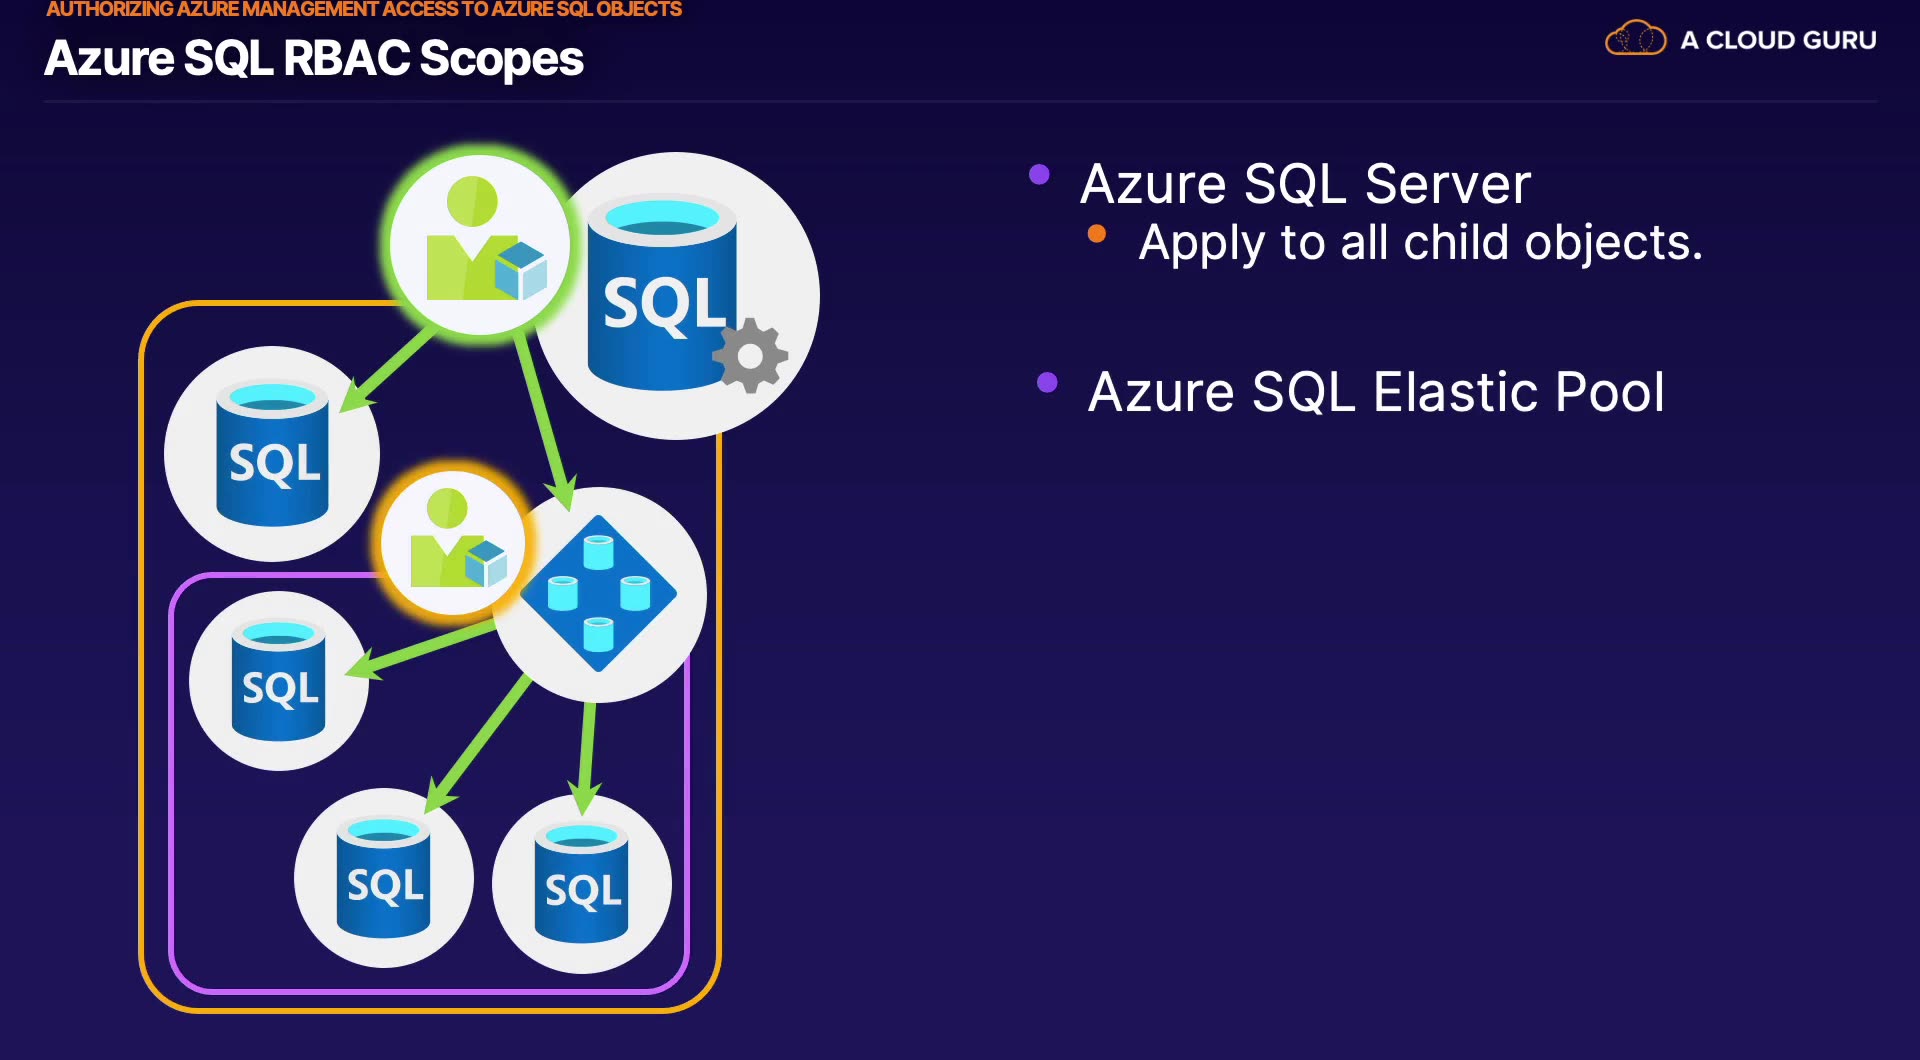 AUTHORIZING AZURE MANAGEMENT ACCESS TO AZURE SQL OBJECTS
Azure SQL RBAC Scopes
A CLOUD GURU
Azure SQL Server
Apply to all child objects.
Azure SQL Elastic Pool
SQL
SQL
SQL
SQL
SQL